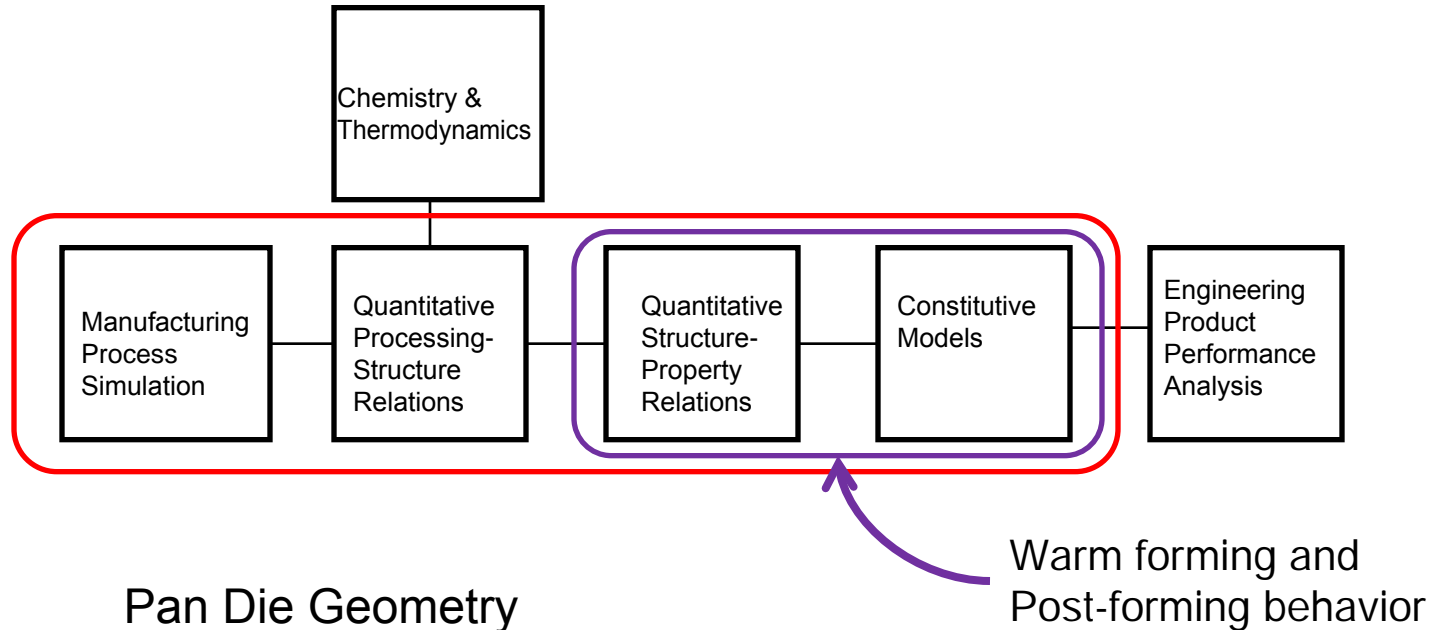 Chemistry &
Thermodynamics
Manufacturing
Process
Simulation
Quantitative
Processing-
Structure
Relations
Quantitative
Structure-
Property
Relations
Constitutive
Models
Engineering
Product
Performance
Analysis
Warm forming and
Post-forming behavior
Pan Die Geometry